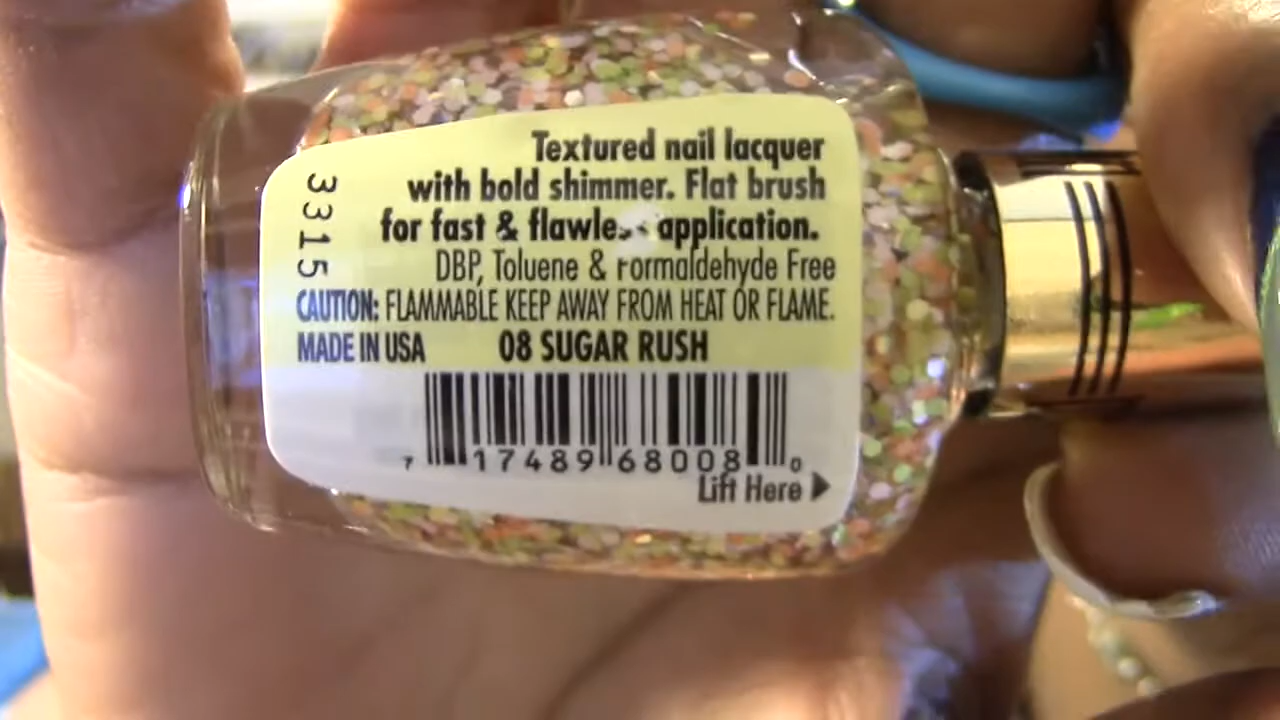 Textured nail lacquer
with bold shimmer. Flat brush
for fast & flawless application.
DBP, Toluene & Formaldehyde Free
CAUTION: FLAMMABLE KEEP AWAY FROM HEAT OR FLAME.
MADE IN USA 08 SUGAR RUSH
7 17489 68008 0
Lift Here
3315